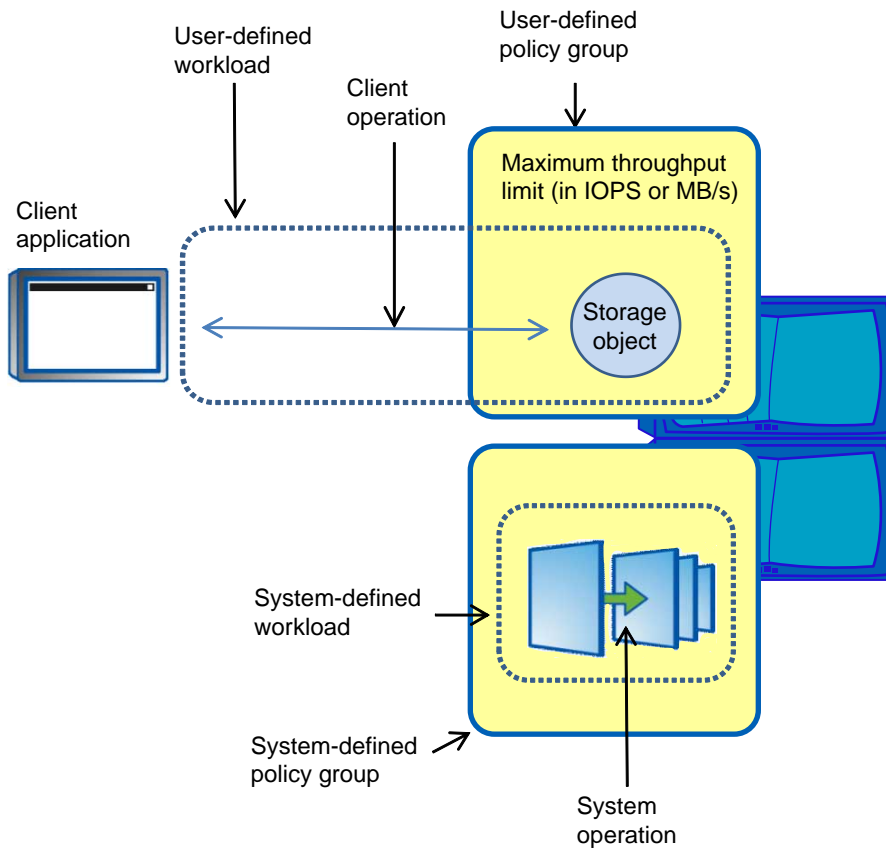 User-defined
workload
User-defined
policy group
Client
operation
Maximum throughput
limit (in IOPS or MB/s)
Client
application
Storage
object
System-defined
workload
System-defined
policy group
System
operation